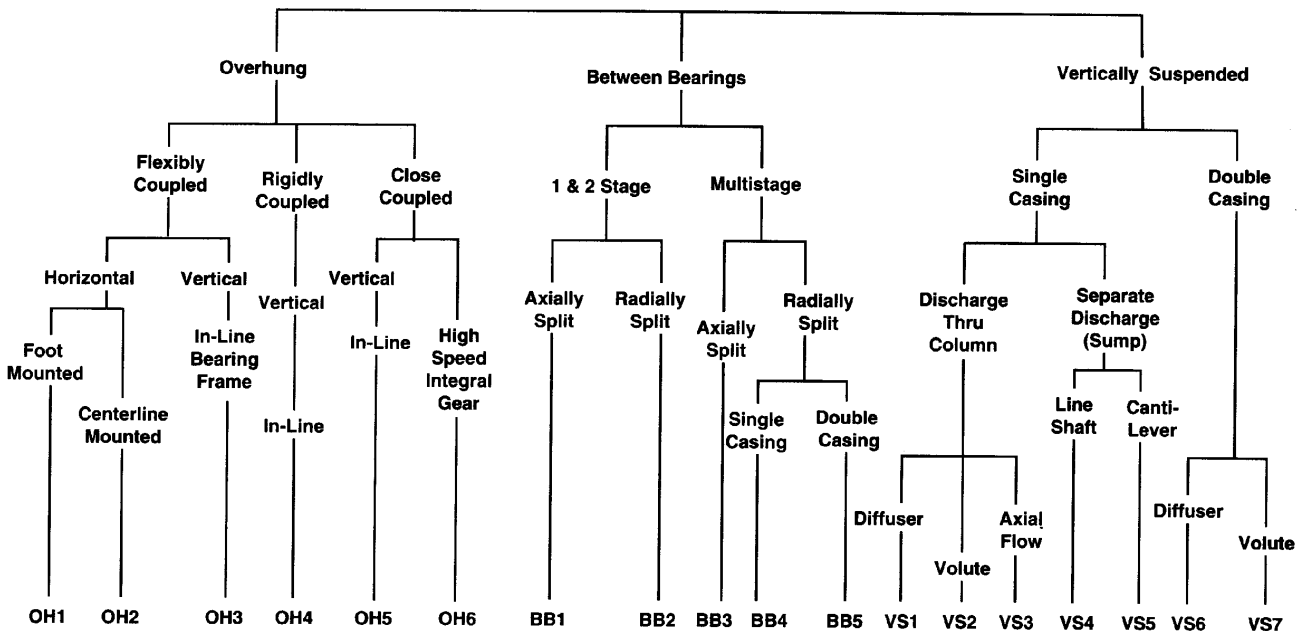 Overhung
Between Bearings
Vertically Suspended
Flexibly
Coupled
Rigidly
Coupled
Close
Coupled
1 & 2 Stage
Multistage
Single
Casing
Double
Casing
Horizontal
Vertical
Vertical
Vertical
Axially
Split
Radially
Split
Axially
Split
Radially
Split
Discharge
Thru
Column
Separate
Discharge
(Sump)
Foot
Mounted
Centerline
Mounted
In-Line
Bearing
Frame
In-Line
In-Line
High
Speed
Integral
Gear
Single
Casing
Double
Casing
Line
Shaft
Canti-
Lever
Diffuser
Volute
Axial
Flow
Diffuser
Volute
OH1 OH2 OH3 OH4 OH5 OH6 BB1 BB2 BB3 BB4 BB5 VS1 VS2 VS3 VS4 VS5 VS6 VS7